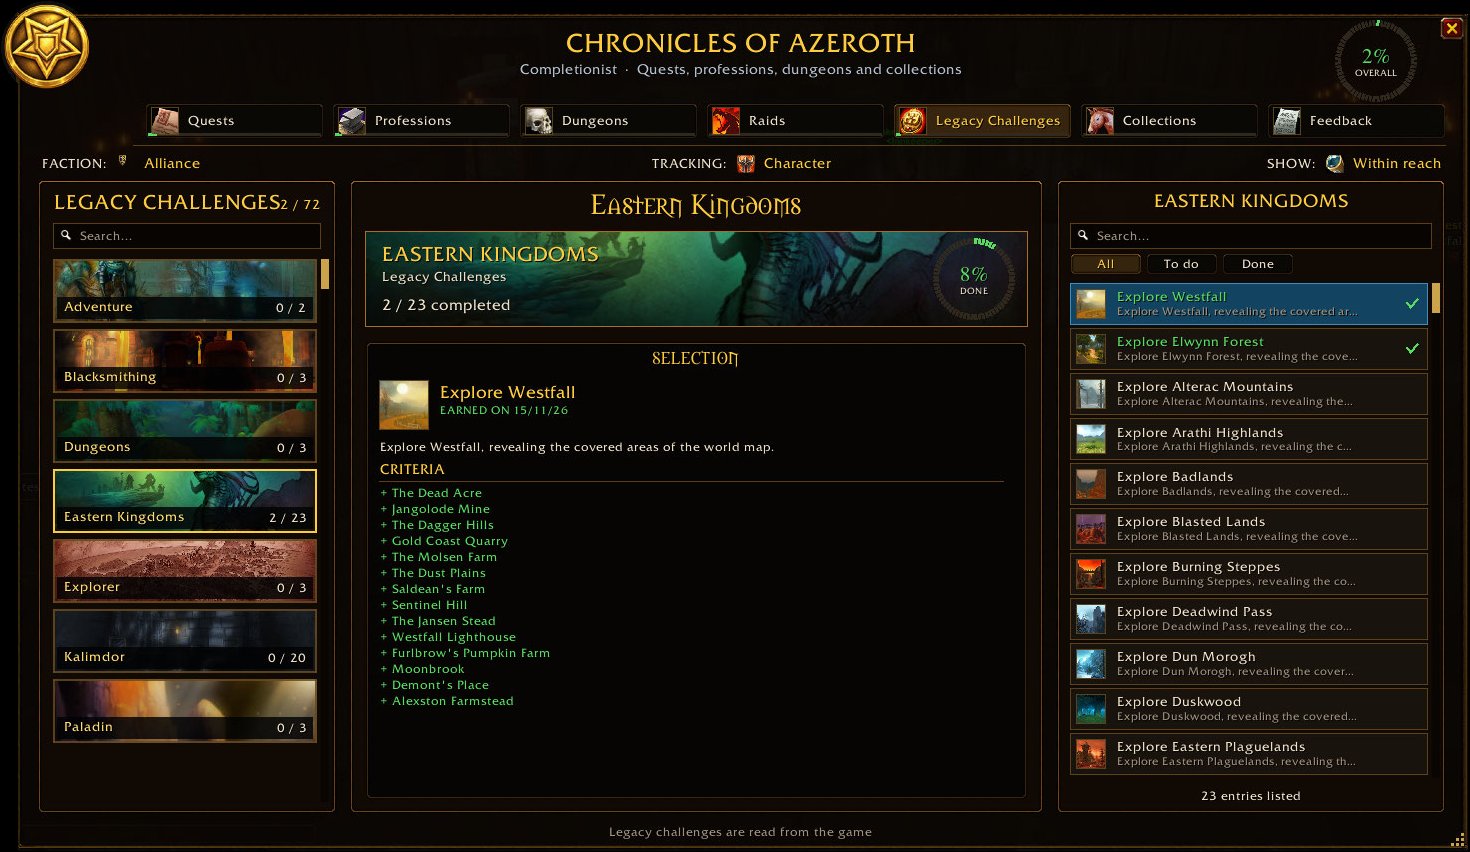 CHRONICLES OF AZEROTH
Completionist · Quests, professions, dungeons and collections
2%
OVERALL
Quests
Professions
Dungeons
Raids
Legacy Challenges
Collections
Feedback
FACTION: Alliance
TRACKING: Character
SHOW: Within reach
LEGACY CHALLENGES 2 / 72
Search...
Adventure 0 / 2
Blacksmithing 0 / 3
Dungeons 0 / 3
Eastern Kingdoms 2 / 23
Explorer 0 / 3
Kalimdor 0 / 20
Paladin 0 / 3
Eastern Kingdoms
EASTERN KINGDOMS
Legacy Challenges
2 / 23 completed
8%
DONE
SELECTION
Explore Westfall
EARNED ON 15/11/26
Explore Westfall, revealing the covered areas of the world map.
CRITERIA
+ The Dead Acre
+ Jangolode Mine
+ The Dagger Hills
+ Gold Coast Quarry
+ The Molsen Farm
+ The Dust Plains
+ Saldean's Farm
+ Sentinel Hill
+ The Jansen Stead
+ Westfall Lighthouse
+ Furlbrow's Pumpkin Farm
+ Moonbrook
+ Demont's Place
+ Alexston Farmstead
EASTERN KINGDOMS
Search...
All
To do
Done
Explore Westfall
Explore Westfall, revealing the covered ar...
Explore Elwynn Forest
Explore Elwynn Forest, revealing the cove...
Explore Alterac Mountains
Explore Alterac Mountains, revealing the...
Explore Arathi Highlands
Explore Arathi Highlands, revealing the c...
Explore Badlands
Explore Badlands, revealing the covered...
Explore Blasted Lands
Explore Blasted Lands, revealing the cove...
Explore Burning Steppes
Explore Burning Steppes, revealing the co...
Explore Deadwind Pass
Explore Deadwind Pass, revealing the co...
Explore Dun Morogh
Explore Dun Morogh, revealing the cover...
Explore Duskwood
Explore Duskwood, revealing the covered...
Explore Eastern Plaguelands
Explore Eastern Plaguelands, revealing th...
23 entries listed
Legacy challenges are read from the game